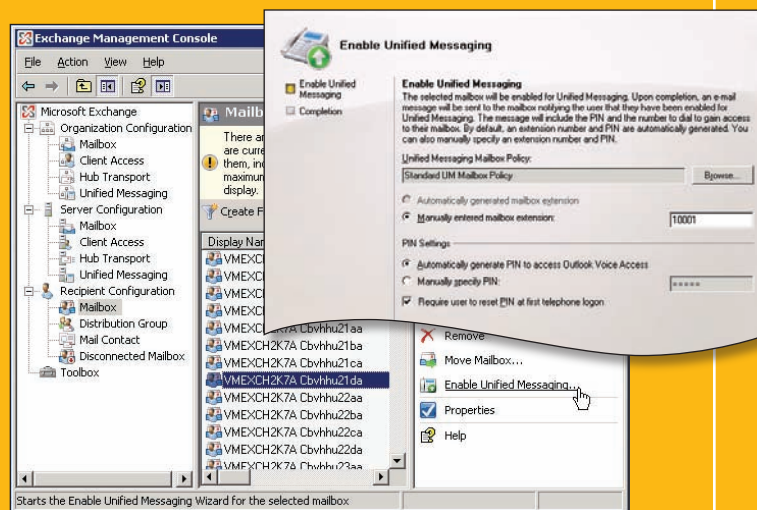 Exchange Management Console
File Action View Help
Microsoft Exchange
Organization Configuration
Mailbox
Client Access
Hub Transport
Unified Messaging
Server Configuration
Mailbox
Client Access
Hub Transport
Unified Messaging
Recipient Configuration
Mailbox
Distribution Group
Mail Contact
Disconnected Mailbox
Toolbox
Mailb
There ar
are curre
them, inc
maximum
display.
Create F
Display Nar
VMEXCH
VMEXCH
VMEXCH
VMEXCH
VMEXCH2K7A Cbvhhu21aa
VMEXCH2K7A Cbvhhu21ba
VMEXCH2K7A Cbvhhu21ca
VMEXCH2K7A Cbvhhu21da
VMEXCH2K7A Cbvhhu22aa
VMEXCH2K7A Cbvhhu22ba
VMEXCH2K7A Cbvhhu22ca
VMEXCH2K7A Cbvhhu22da
VMEXCH2K7A Cbvhhu23aa
Remove
Move Mailbox...
Enable Unified Messaging...
Properties
Help
Starts the Enable Unified Messaging Wizard for the selected mailbox
Enable Unified Messaging
Enable Unified
Messaging
Completion
Enable Unified Messaging
The selected mailbox will be enabled for Unified Messaging. Upon completion, an e-mail
message will be sent to the mailbox notifying the user that they have been enabled for
Unified Messaging. The message will include the PIN and the number to dial to gain access
to their mailbox. By default, an extension number and PIN are automatically generated. You
can also manually specify an extension number and PIN.
Unified Messaging Mailbox Policy:
Standard UM Mailbox Policy
Browse...
Automatically generated mailbox extension
Manually entered mailbox extension:
10001
PIN Settings
Automatically generate PIN to access Outlook Voice Access
Manually specify PIN:
Require user to reset PIN at first telephone logon